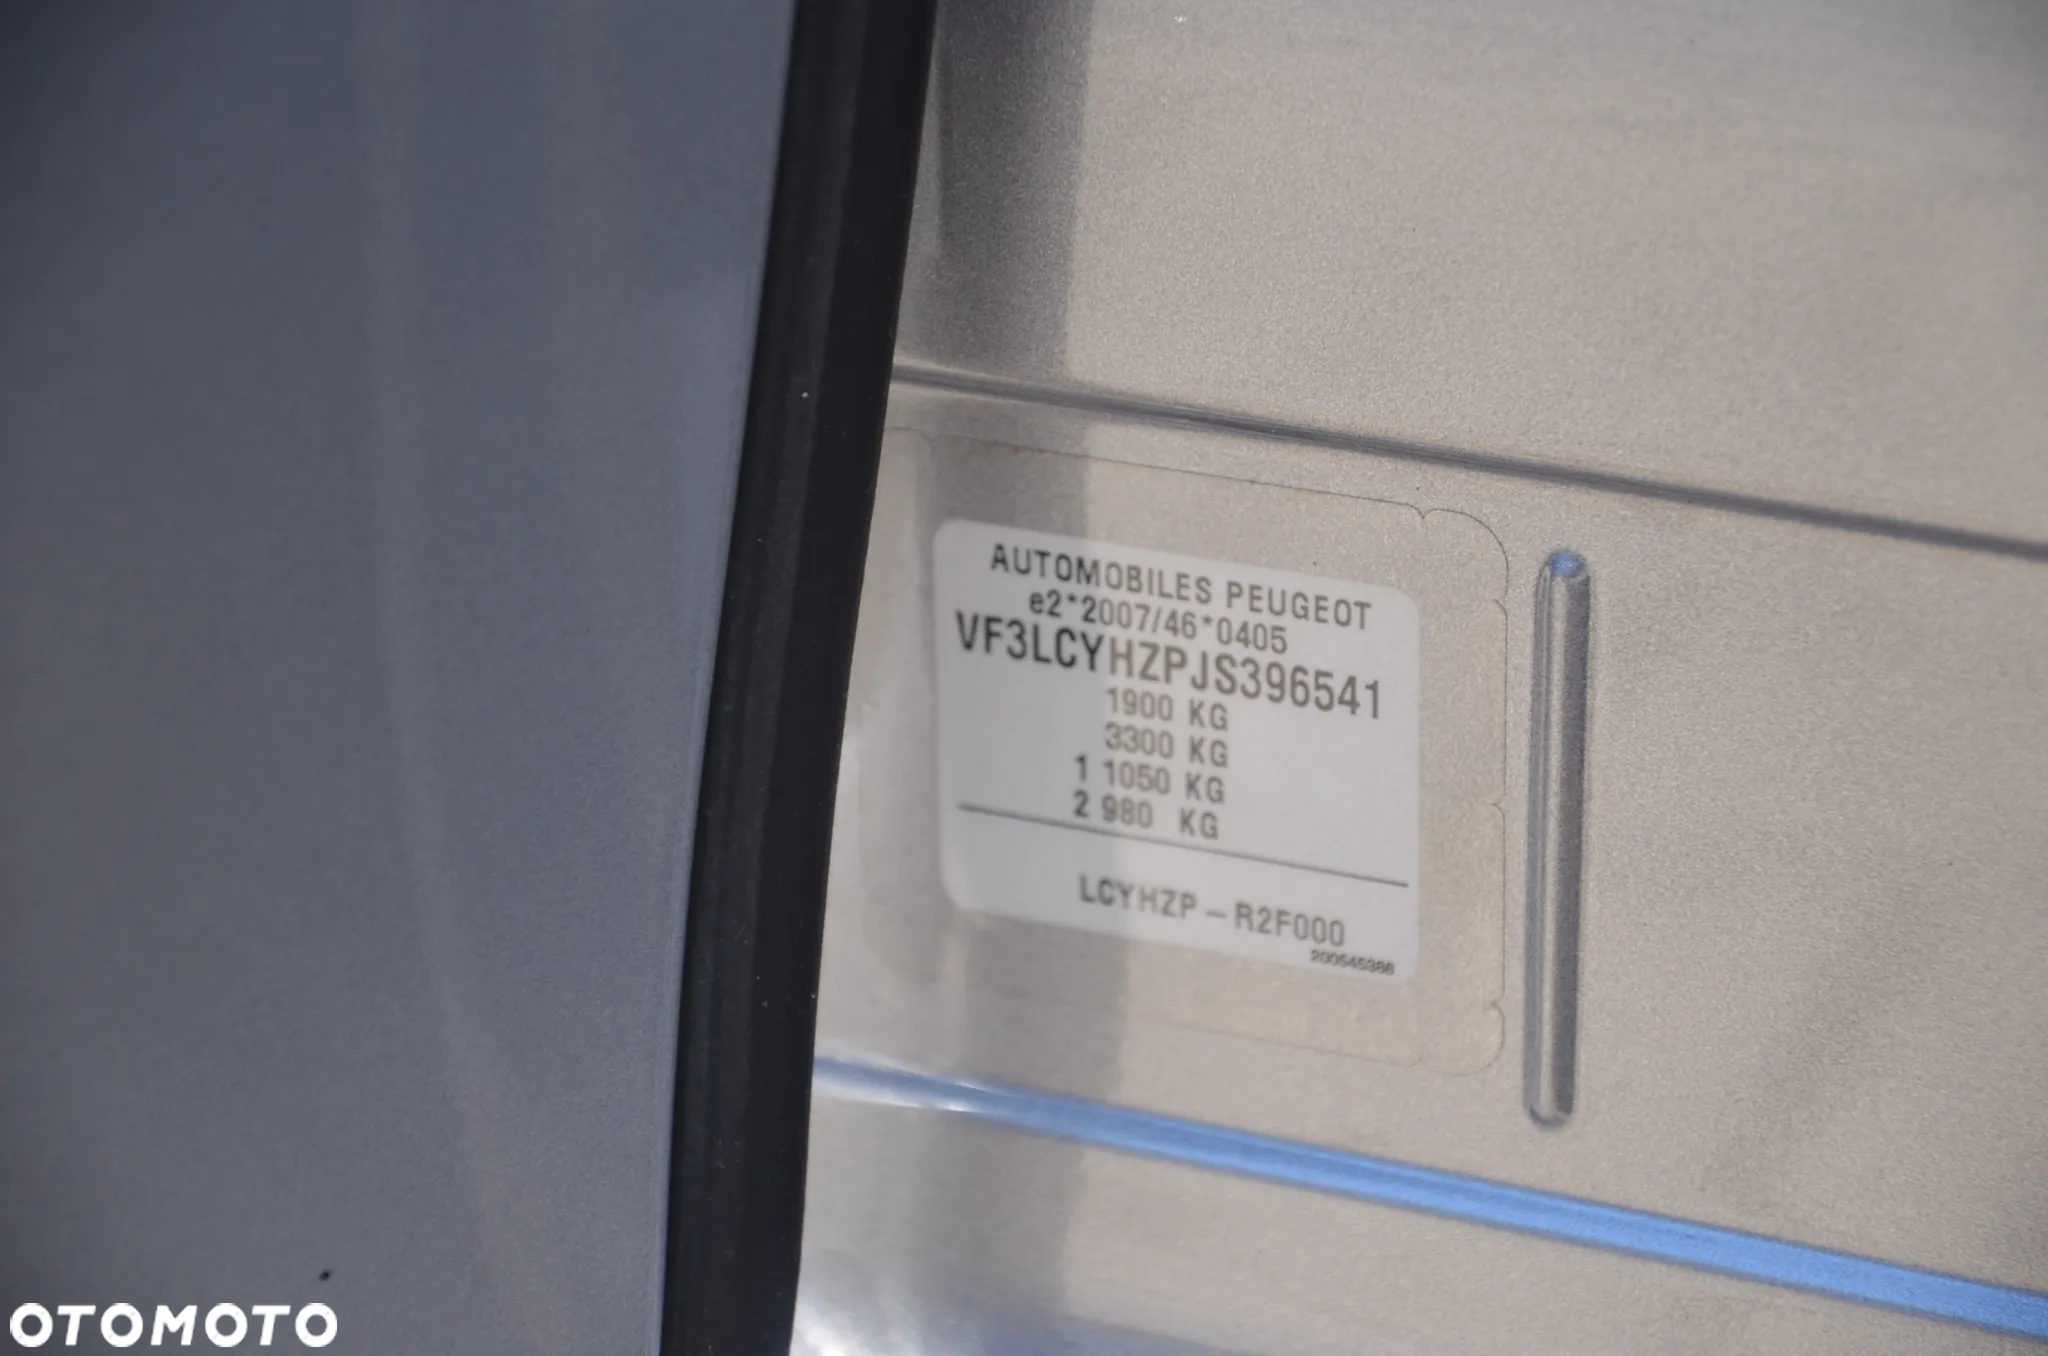 AUTOMOBILES PEUGEOT
e2*2007/46*0405
VF3LCYHZPJS396541
1900 KG
3300 KG
1 1050 KG
2 980 KG
LCYHZP - R2F000
200545386
OTOMOTO